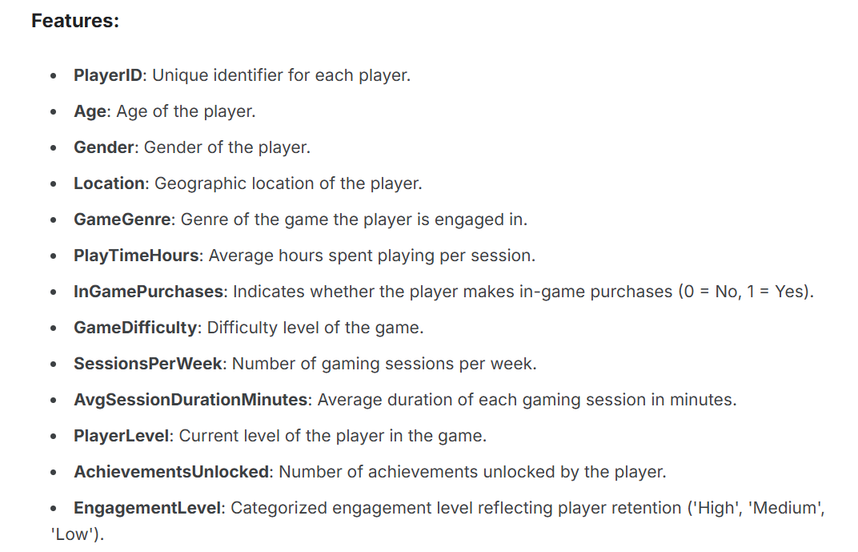 Features:
• PlayerID: Unique identifier for each player.
• Age: Age of the player.
• Gender: Gender of the player.
• Location: Geographic location of the player.
• GameGenre: Genre of the game the player is engaged in.
• PlayTimeHours: Average hours spent playing per session.
• InGamePurchases: Indicates whether the player makes in-game purchases (0 = No, 1 = Yes).
• GameDifficulty: Difficulty level of the game.
• SessionsPerWeek: Number of gaming sessions per week.
• AvgSessionDurationMinutes: Average duration of each gaming session in minutes.
• PlayerLevel: Current level of the player in the game.
• AchievementsUnlocked: Number of achievements unlocked by the player.
• EngagementLevel: Categorized engagement level reflecting player retention ('High', 'Medium',
'Low').